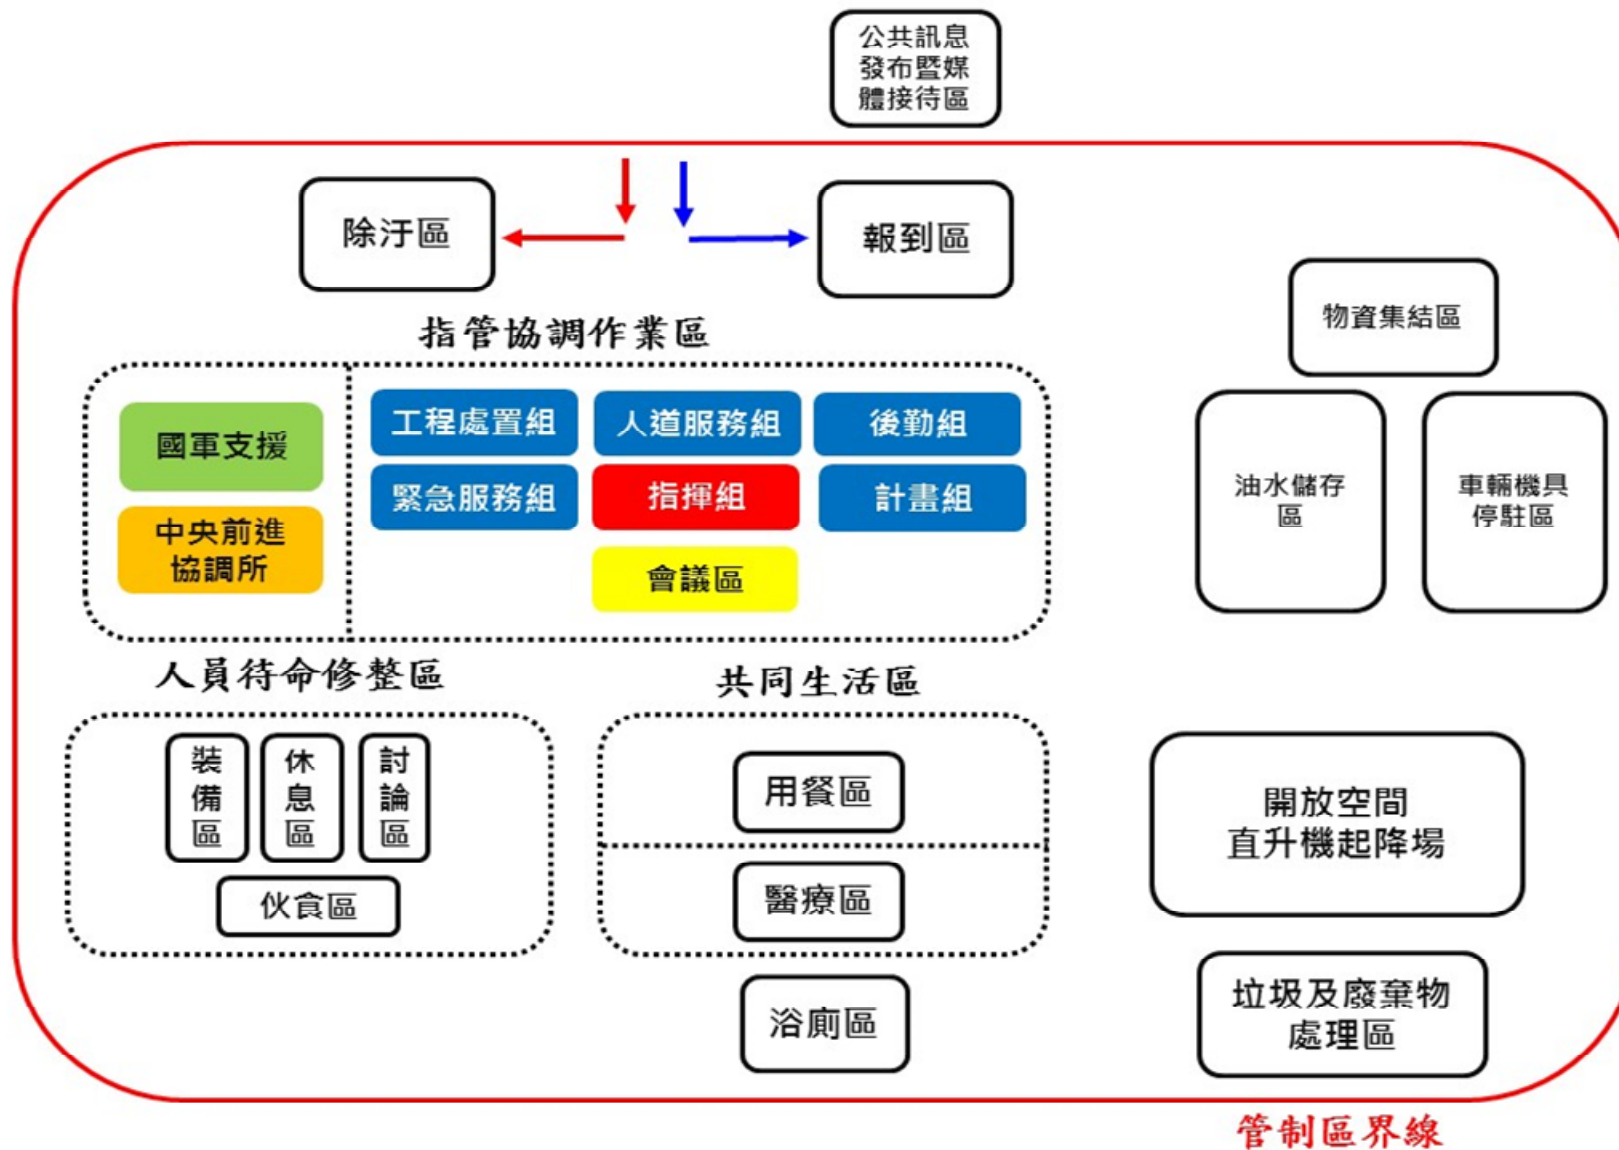 公共訊息
發布暨媒
體接待區
除汙區
報到區
物資集結區
指管協調作業區
國軍支援
中央前進
協調所
工程處置組
人道服務組
後勤組
緊急服務組
指揮組
計畫組
會議區
油水儲存
區
車輛機具
停駐區
人員待命修整區
裝備區
休息區
討論區
伙食區
共同生活區
用餐區
醫療區
浴廁區
開放空間
直升機起降場
垃圾及廢棄物
處理區
管制區界線